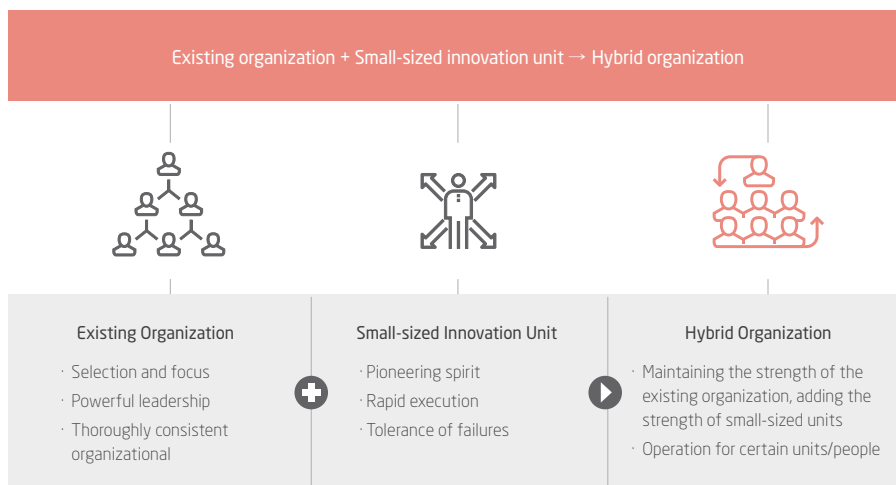 Existing organization + Small-sized innovation unit → Hybrid organization
Existing Organization
· Selection and focus
· Powerful leadership
· Thoroughly consistent
organizational
Small-sized Innovation Unit
· Pioneering spirit
· Rapid execution
· Tolerance of failures
Hybrid Organization
· Maintaining the strength of the
existing organization, adding the
strength of small-sized units
· Operation for certain units/people